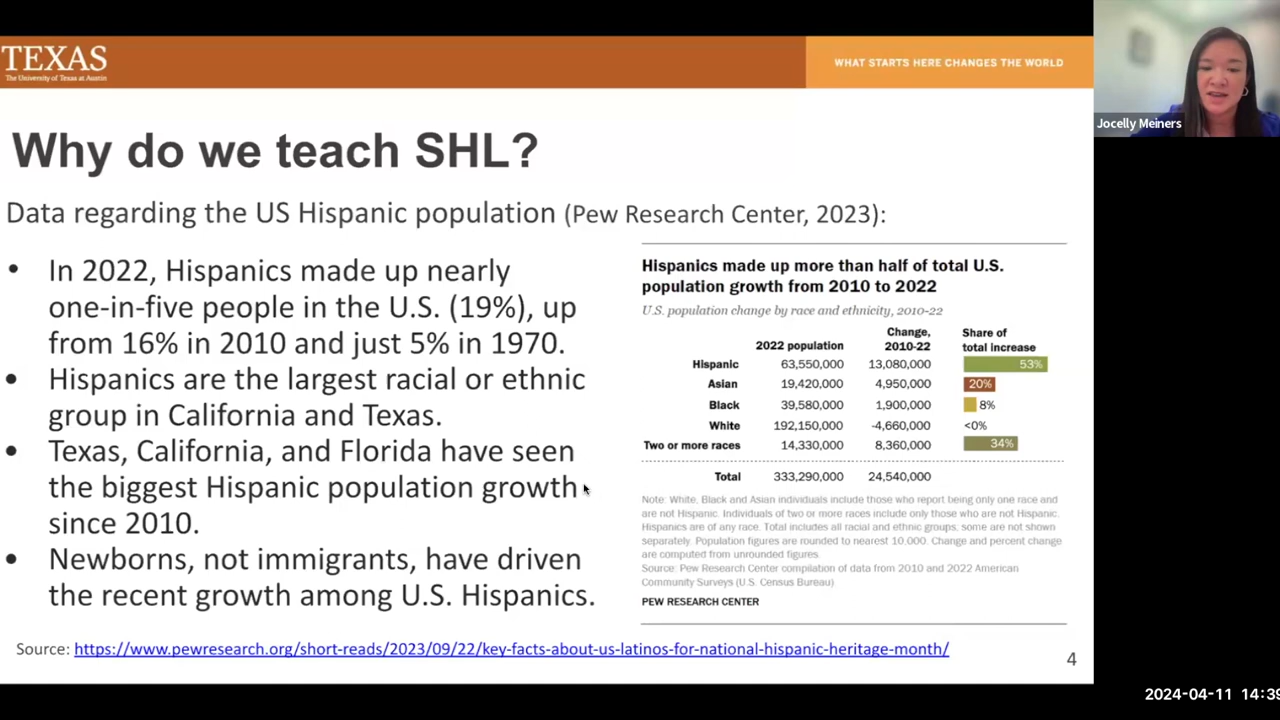 TEXAS
The University of Texas at Austin
WHAT STARTS HERE CHANGES THE WORLD
Jocelly Meiners
Why do we teach SHL?
Data regarding the US Hispanic population (Pew Research Center, 2023):
• In 2022, Hispanics made up nearly
one-in-five people in the U.S. (19%), up
from 16% in 2010 and just 5% in 1970.
• Hispanics are the largest racial or ethnic
group in California and Texas.
• Texas, California, and Florida have seen
the biggest Hispanic population growth
since 2010.
• Newborns, not immigrants, have driven
the recent growth among U.S. Hispanics.
Hispanics made up more than half of total U.S.
population growth from 2010 to 2022
U.S. population change by race and ethnicity, 2010-22
2022 population Change, 2010-22 Share of total increase
Hispanic 63,550,000 13,080,000 53%
Asian 19,420,000 4,950,000 20%
Black 39,580,000 1,900,000 8%
White 192,150,000 -4,660,000 <0%
Two or more races 14,330,000 8,360,000 34%
Total 333,290,000 24,540,000
Note: White, Black and Asian individuals include those who report being only one race and
are not Hispanic. Individuals of two or more races include only those who are not Hispanic.
Hispanics are of any race. Total includes all racial and ethnic groups, some are not shown
separately. Population figures are rounded to nearest 10,000. Change and percent change
are computed from unrounded figures.
Source: Pew Research Center compilation of data from 2010 and 2022 American
Community Surveys (U.S. Census Bureau)
PEW RESEARCH CENTER
Source: https://www.pewresearch.org/short-reads/2023/09/22/key-facts-about-us-latinos-for-national-hispanic-heritage-month/
4
2024-04-11 14:39